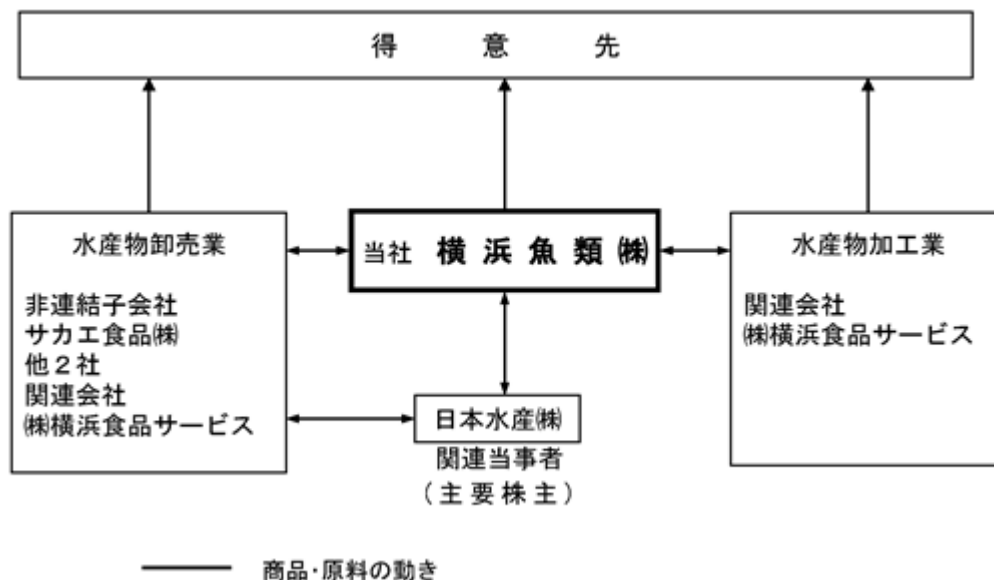 得意先
水産物卸売業
非連結子会社
サカエ食品㈱
他２社
関連会社
㈱横浜食品サービス
当社 横浜魚類㈱
日本水産㈱
関連当事者
（主要株主）
水産物加工業
関連会社
㈱横浜食品サービス
商品・原料の動き